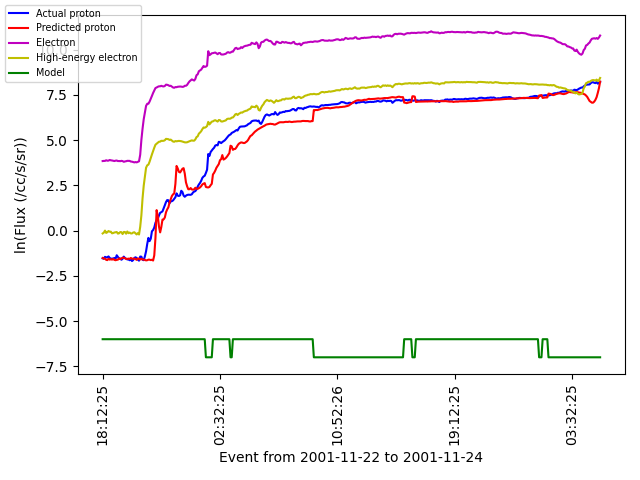 Actual proton
Predicted proton
Electron
High-energy electron
Model
10.0
7.5
5.0
2.5
0.0
−2.5
−5.0
−7.5
ln(Flux (/cc/s/sr))
18:12:25
02:32:25
10:52:26
19:12:25
03:32:25
Event from 2001-11-22 to 2001-11-24